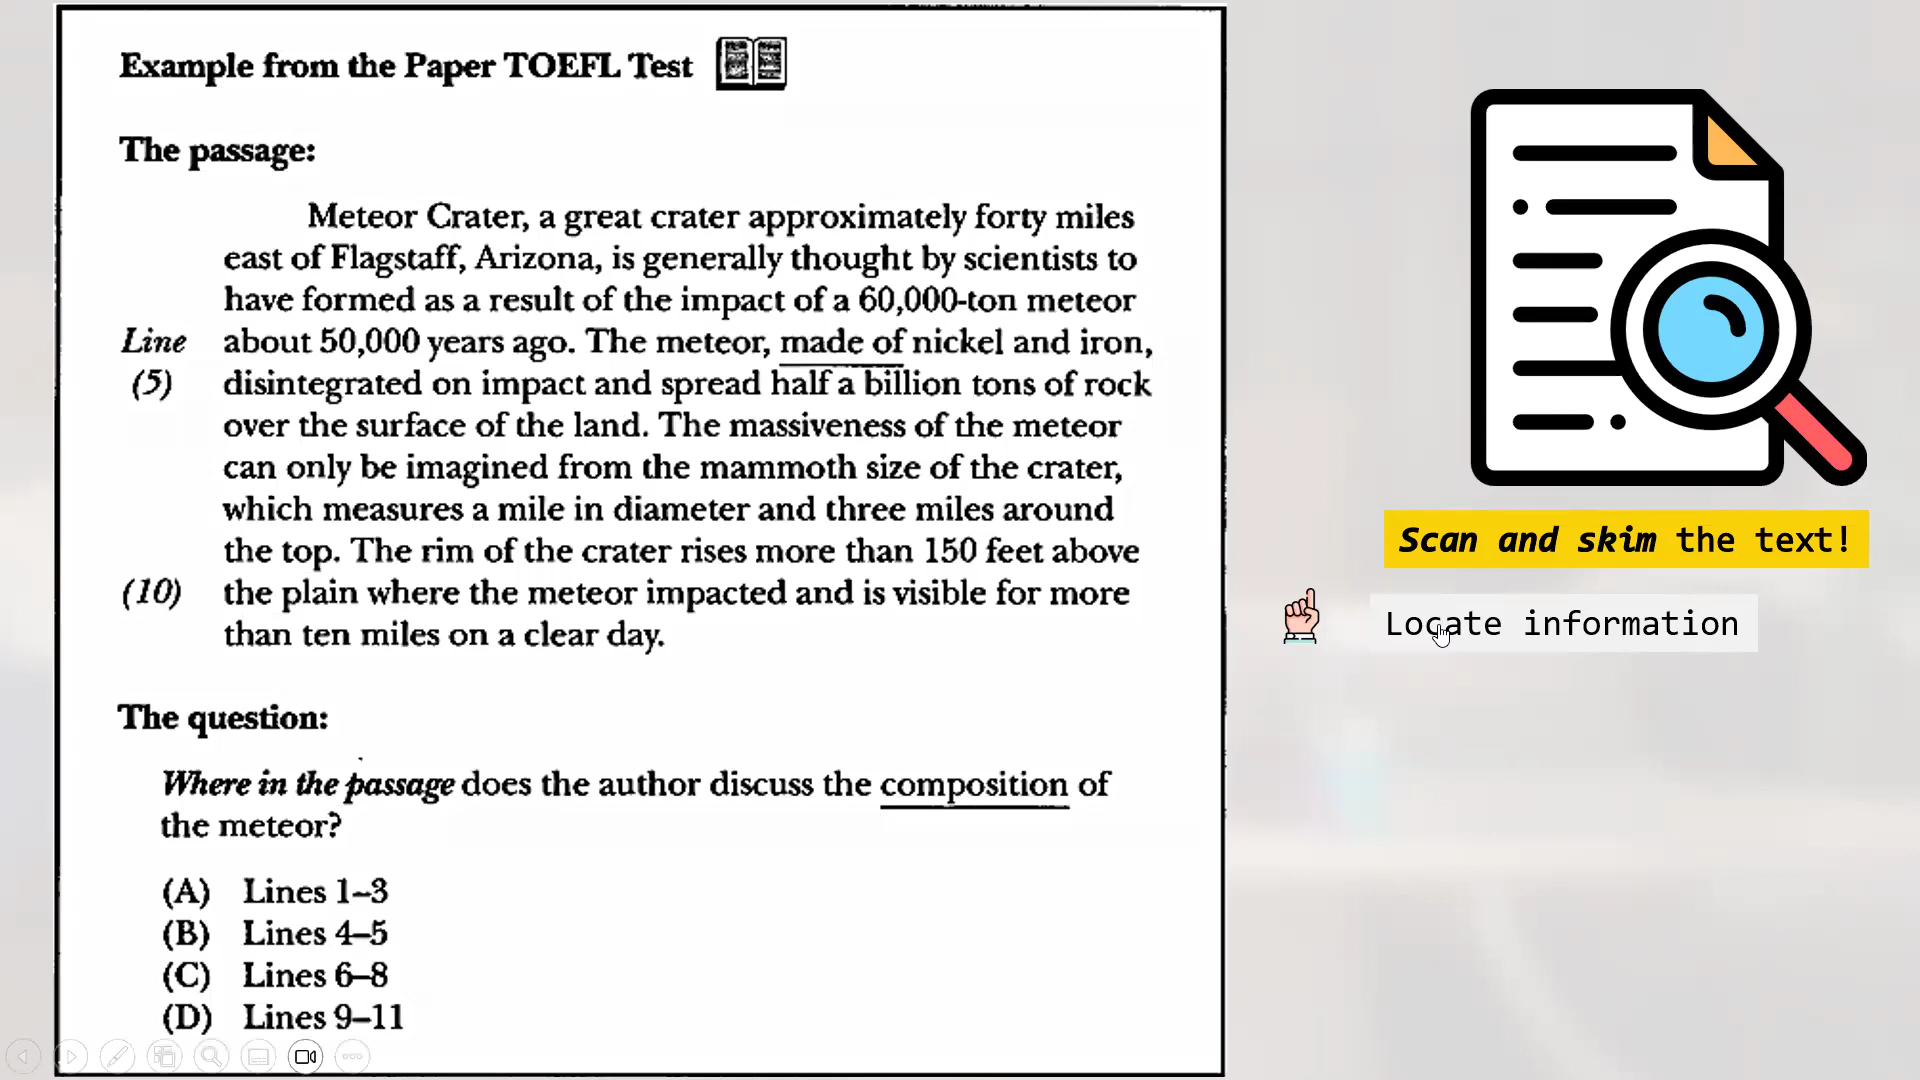 Example from the Paper TOEFL Test
The passage:
Meteor Crater, a great crater approximately forty miles
east of Flagstaff, Arizona, is generally thought by scientists to
have formed as a result of the impact of a 60,000-ton meteor
Line about 50,000 years ago. The meteor, made of nickel and iron,
(5) disintegrated on impact and spread half a billion tons of rock
over the surface of the land. The massiveness of the meteor
can only be imagined from the mammoth size of the crater,
which measures a mile in diameter and three miles around
the top. The rim of the crater rises more than 150 feet above
(10) the plain where the meteor impacted and is visible for more
than ten miles on a clear day.
The question:
Where in the passage does the author discuss the composition of
the meteor?
(A) Lines 1–3
(B) Lines 4–5
(C) Lines 6–8
(D) Lines 9–11
Scan and skim the text!
Locate information